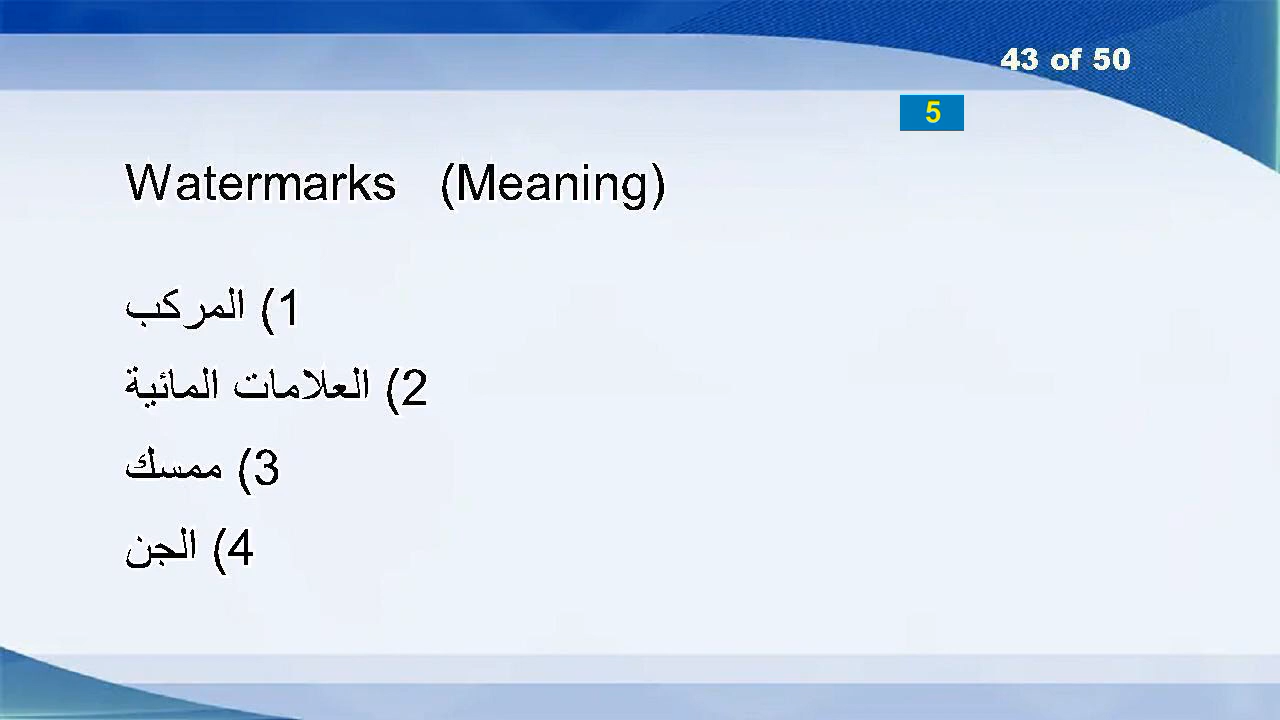 43 of 50
5
Watermarks (Meaning)
1) المركب
2) العلامات المائية
3) ممسك
4) الجن